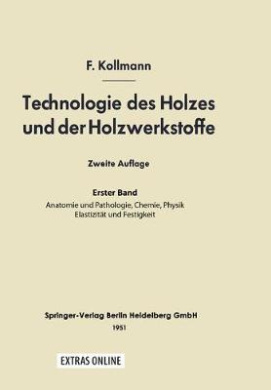 F. Kollmann
Technologie des Holzes
und der Holzwerkstoffe
Zweite Auflage
Erster Band
Anatomie und Pathologie, Chemie, Physik
Elastizität und Festigkeit
Springer-Verlag Berlin Heidelberg GmbH
1951
EXTRAS ONLINE